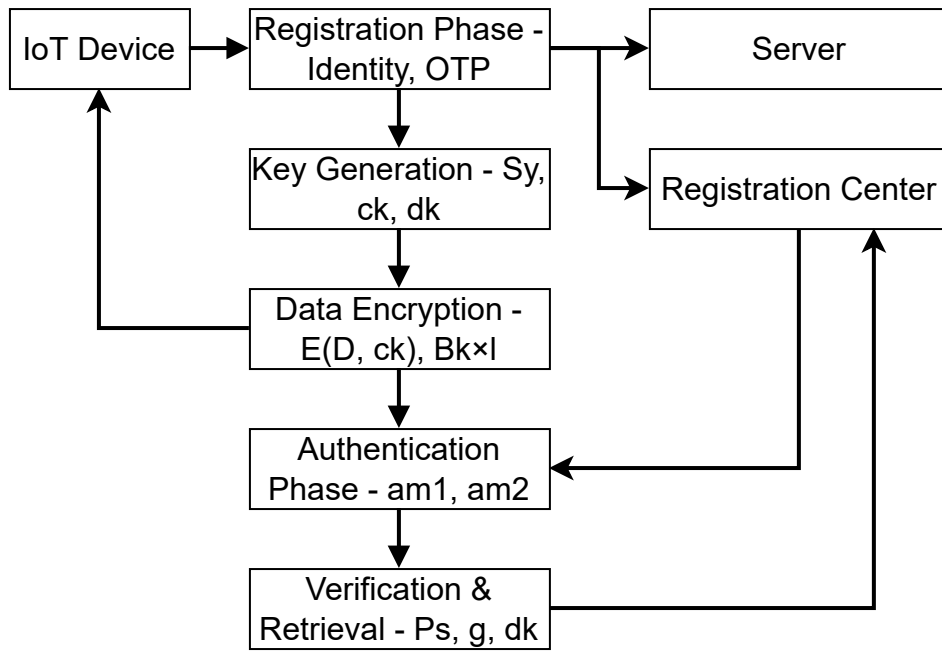 IoT Device
Registration Phase -
Identity, OTP
Server
Key Generation - Sy,
ck, dk
Registration Center
Data Encryption -
E(D, ck), Bk×l
Authentication
Phase - am1, am2
Verification &
Retrieval - Ps, g, dk